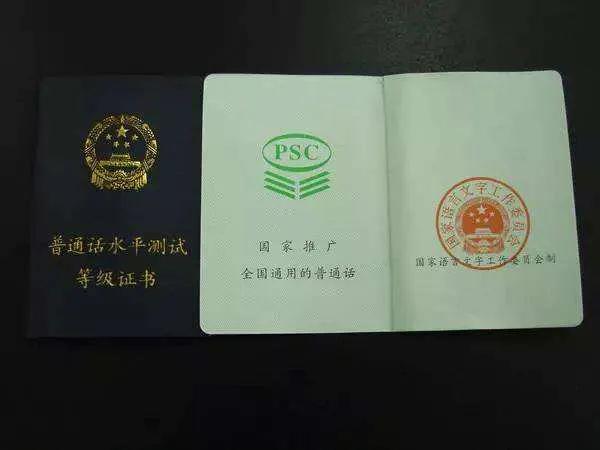 普通话水平测试
等级证书
PSC
国家推广
全国通用的普通话
国家语言文字工作委员会
国家语言文字工作委员会制